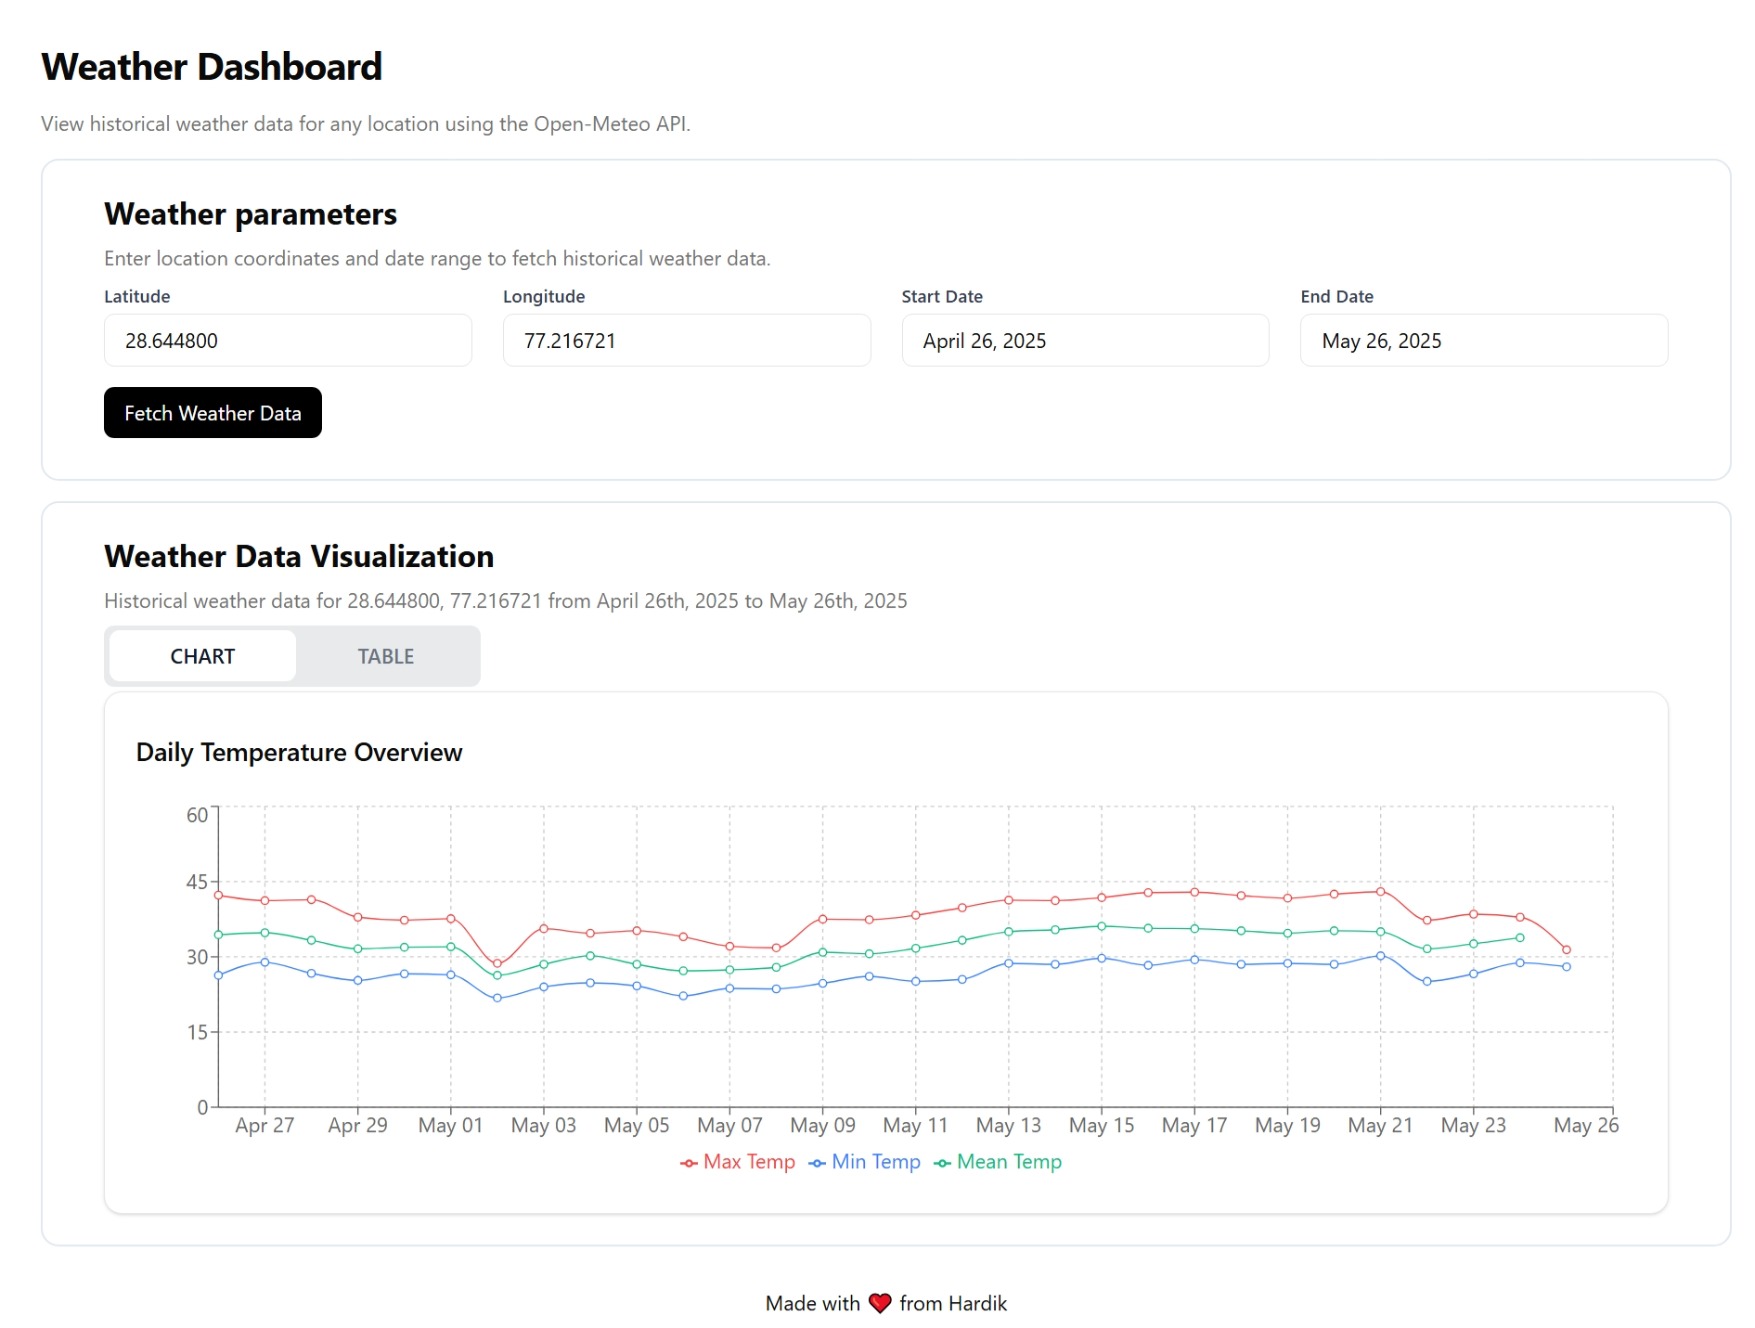 Weather Dashboard
View historical weather data for any location using the Open-Meteo API.
Weather parameters
Enter location coordinates and date range to fetch historical weather data.
Latitude Longitude Start Date End Date
28.644800 77.216721 April 26, 2025 May 26, 2025
Fetch Weather Data
Weather Data Visualization
Historical weather data for 28.644800, 77.216721 from April 26th, 2025 to May 26th, 2025
CHART TABLE
Daily Temperature Overview
60
45
30
15
0
Apr 27 Apr 29 May 01 May 03 May 05 May 07 May 09 May 11 May 13 May 15 May 17 May 19 May 21 May 23 May 26
Max Temp Min Temp Mean Temp
Made with ❤️ from Hardik